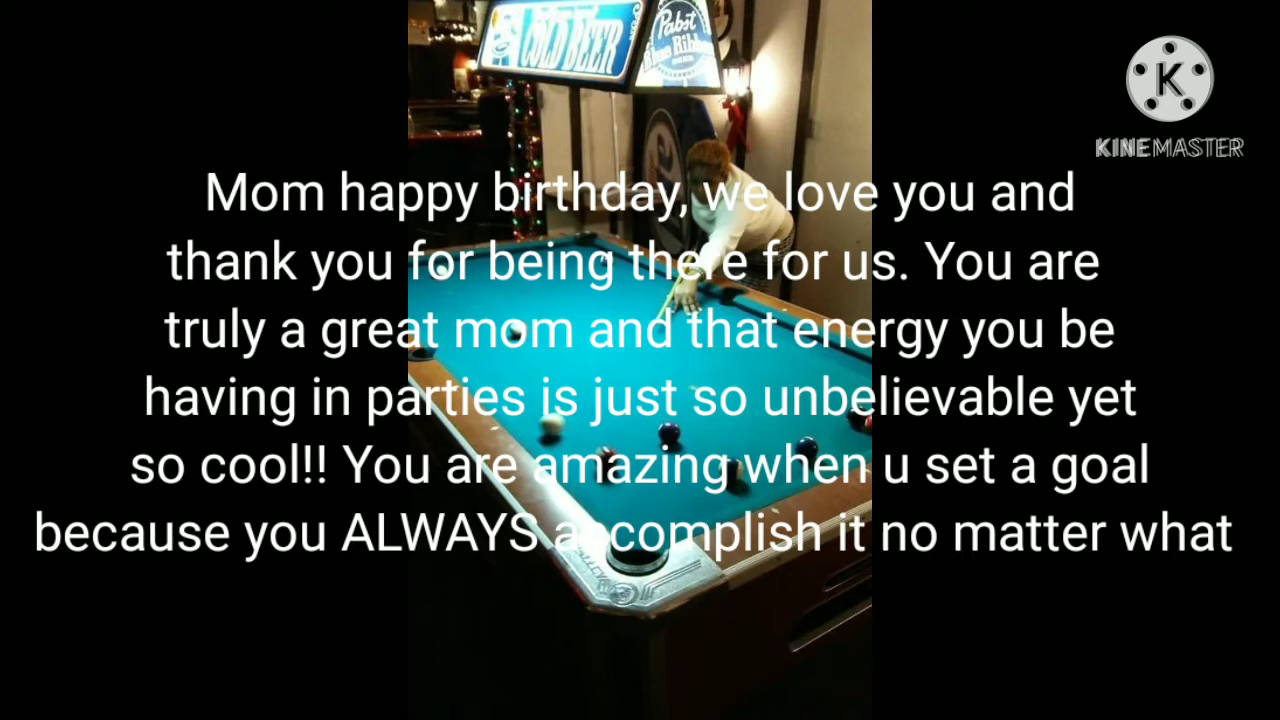 COLD BEER
Pabst
Blue Ribbon
K
KINEMASTER
Mom happy birthday, we love you and
thank you for being there for us. You are
truly a great mom and that energy you be
having in parties is just so unbelievable yet
so cool!! You are amazing when u set a goal
because you ALWAYS accomplish it no matter what
VALLEY